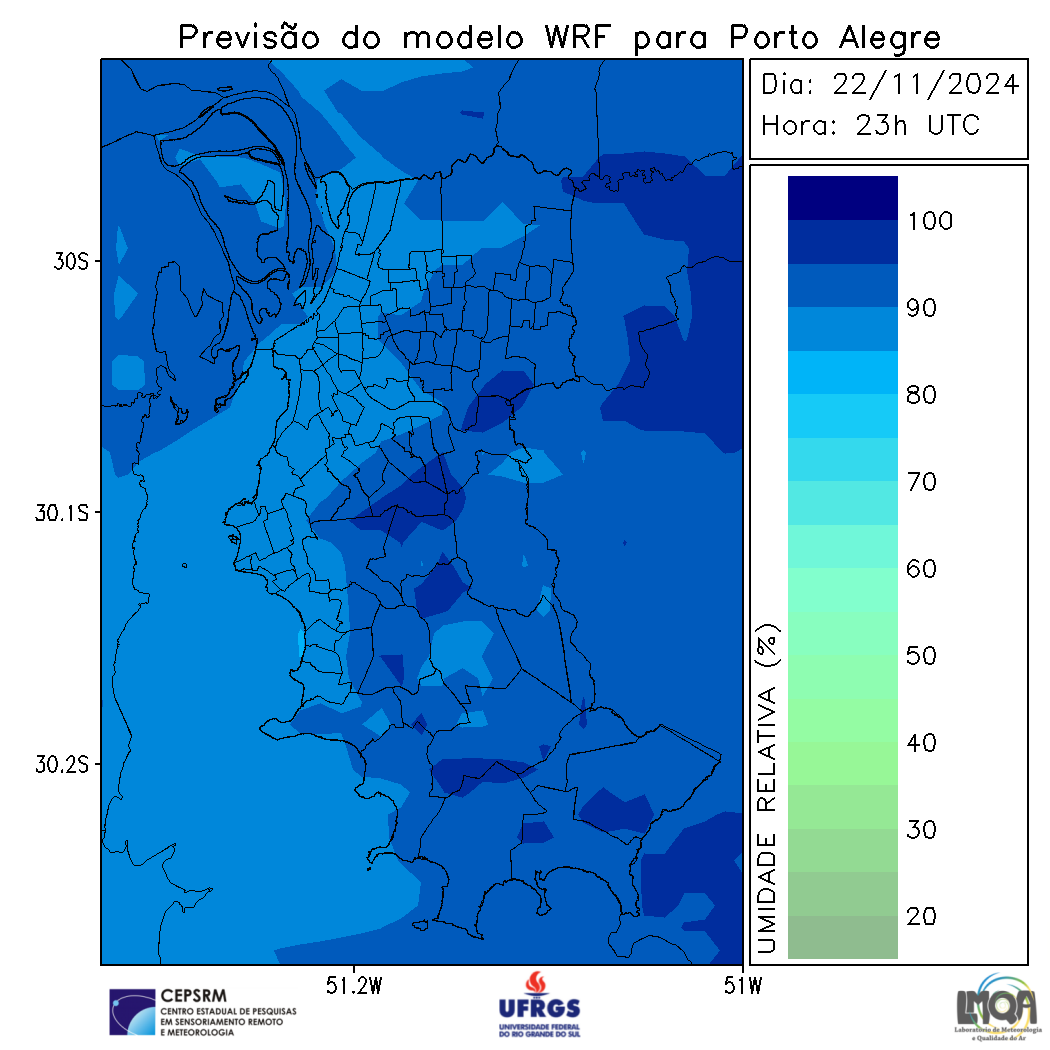 Previsão do modelo WRF para Porto Alegre
Dia: 22/11/2024
Hora: 23h UTC
100
90
80
70
60
50
40
30
20
UMIDADE RELATIVA (%)
30S
30.1S
30.2S
51.2W
51W
CEPSRM
CENTRO ESTADUAL DE PESQUISAS
EM SENSORIAMENTO REMOTO
E METEOROLOGIA
UFRGS
UNIVERSIDADE FEDERAL
DO RIO GRANDE DO SUL
LMQA
Laboratório de Meteorologia
e Qualidade do Ar